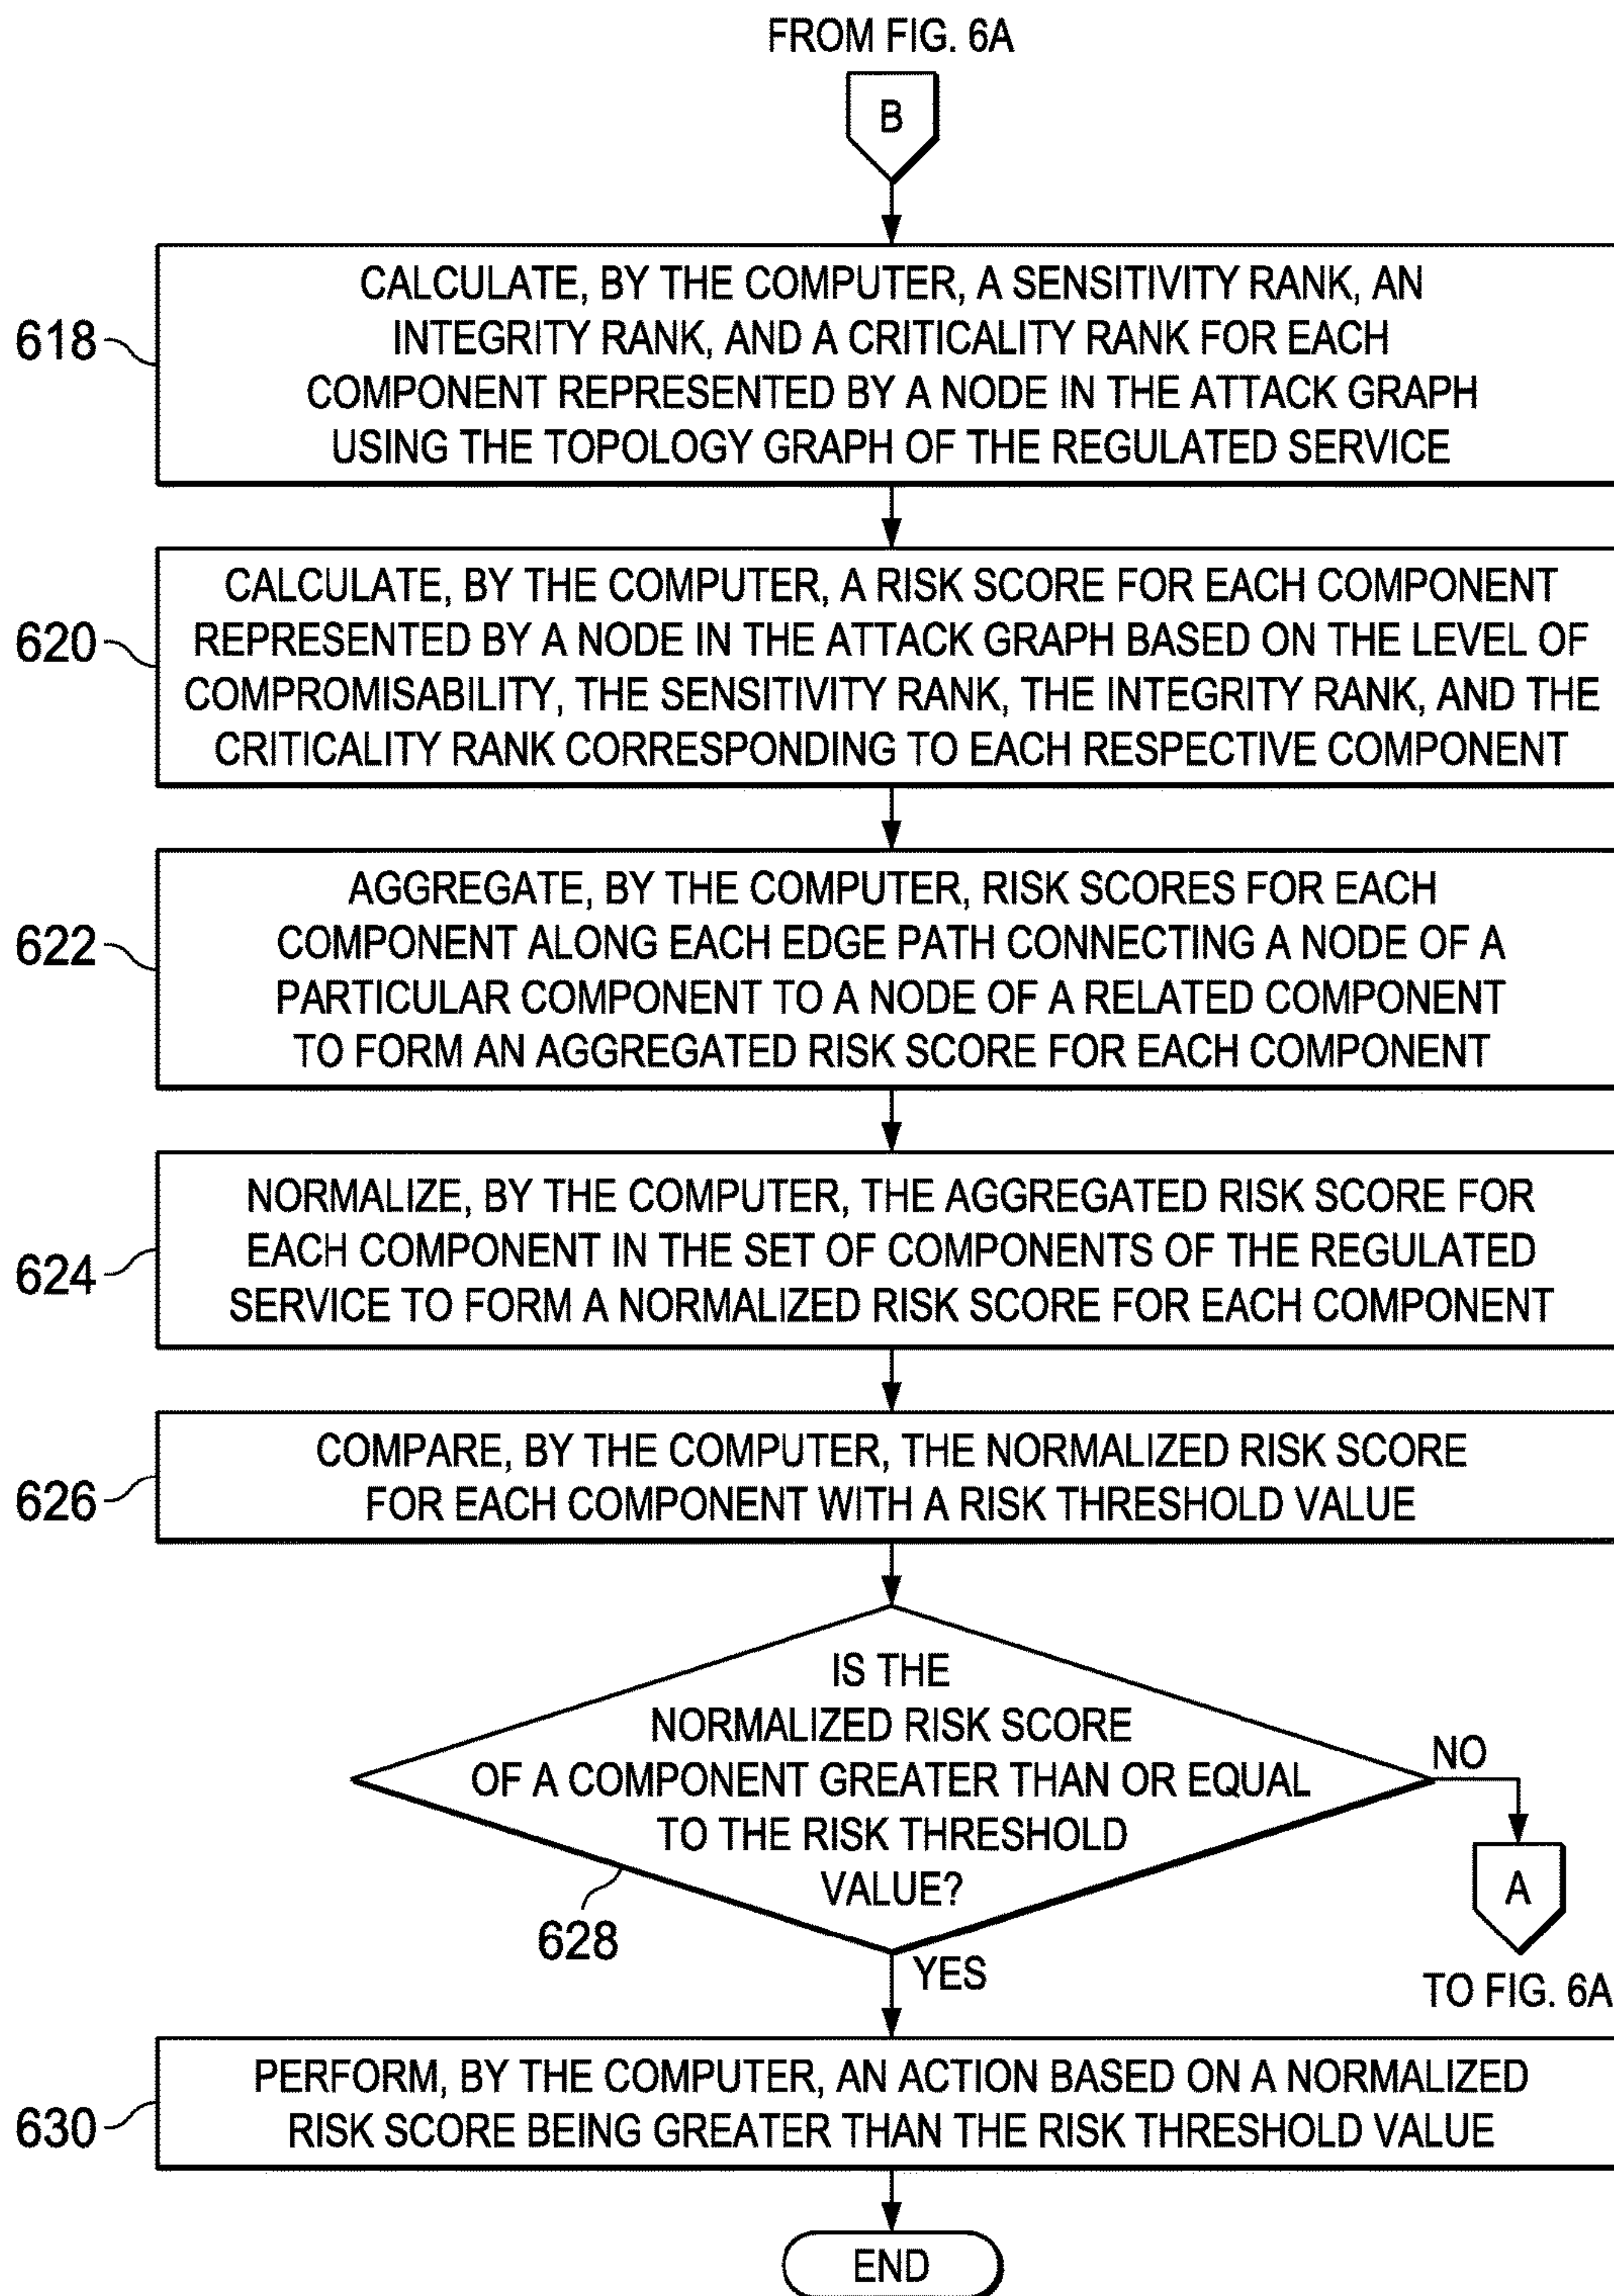 FROM FIG. 6A
B
618
CALCULATE, BY THE COMPUTER, A SENSITIVITY RANK, AN
INTEGRITY RANK, AND A CRITICALITY RANK FOR EACH
COMPONENT REPRESENTED BY A NODE IN THE ATTACK GRAPH
USING THE TOPOLOGY GRAPH OF THE REGULATED SERVICE
620
CALCULATE, BY THE COMPUTER, A RISK SCORE FOR EACH COMPONENT
REPRESENTED BY A NODE IN THE ATTACK GRAPH BASED ON THE LEVEL OF
COMPROMISABILITY, THE SENSITIVITY RANK, THE INTEGRITY RANK, AND THE
CRITICALITY RANK CORRESPONDING TO EACH RESPECTIVE COMPONENT
622
AGGREGATE, BY THE COMPUTER, RISK SCORES FOR EACH
COMPONENT ALONG EACH EDGE PATH CONNECTING A NODE OF A
PARTICULAR COMPONENT TO A NODE OF A RELATED COMPONENT
TO FORM AN AGGREGATED RISK SCORE FOR EACH COMPONENT
624
NORMALIZE, BY THE COMPUTER, THE AGGREGATED RISK SCORE FOR
EACH COMPONENT IN THE SET OF COMPONENTS OF THE REGULATED
SERVICE TO FORM A NORMALIZED RISK SCORE FOR EACH COMPONENT
626
COMPARE, BY THE COMPUTER, THE NORMALIZED RISK SCORE
FOR EACH COMPONENT WITH A RISK THRESHOLD VALUE
IS THE
NORMALIZED RISK SCORE
OF A COMPONENT GREATER THAN OR EQUAL
TO THE RISK THRESHOLD
VALUE?
628
NO
A
TO FIG. 6A
YES
630
PERFORM, BY THE COMPUTER, AN ACTION BASED ON A NORMALIZED
RISK SCORE BEING GREATER THAN THE RISK THRESHOLD VALUE
END